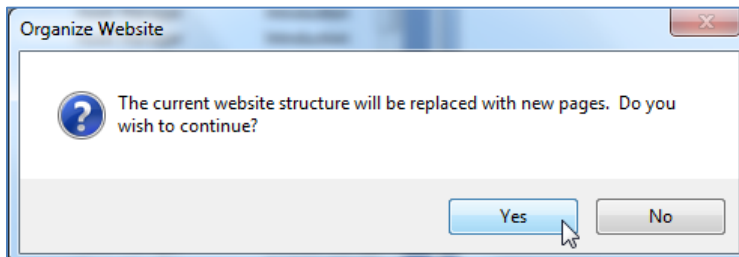 Organize Website
The current website structure will be replaced with new pages. Do you
wish to continue?
Yes
No